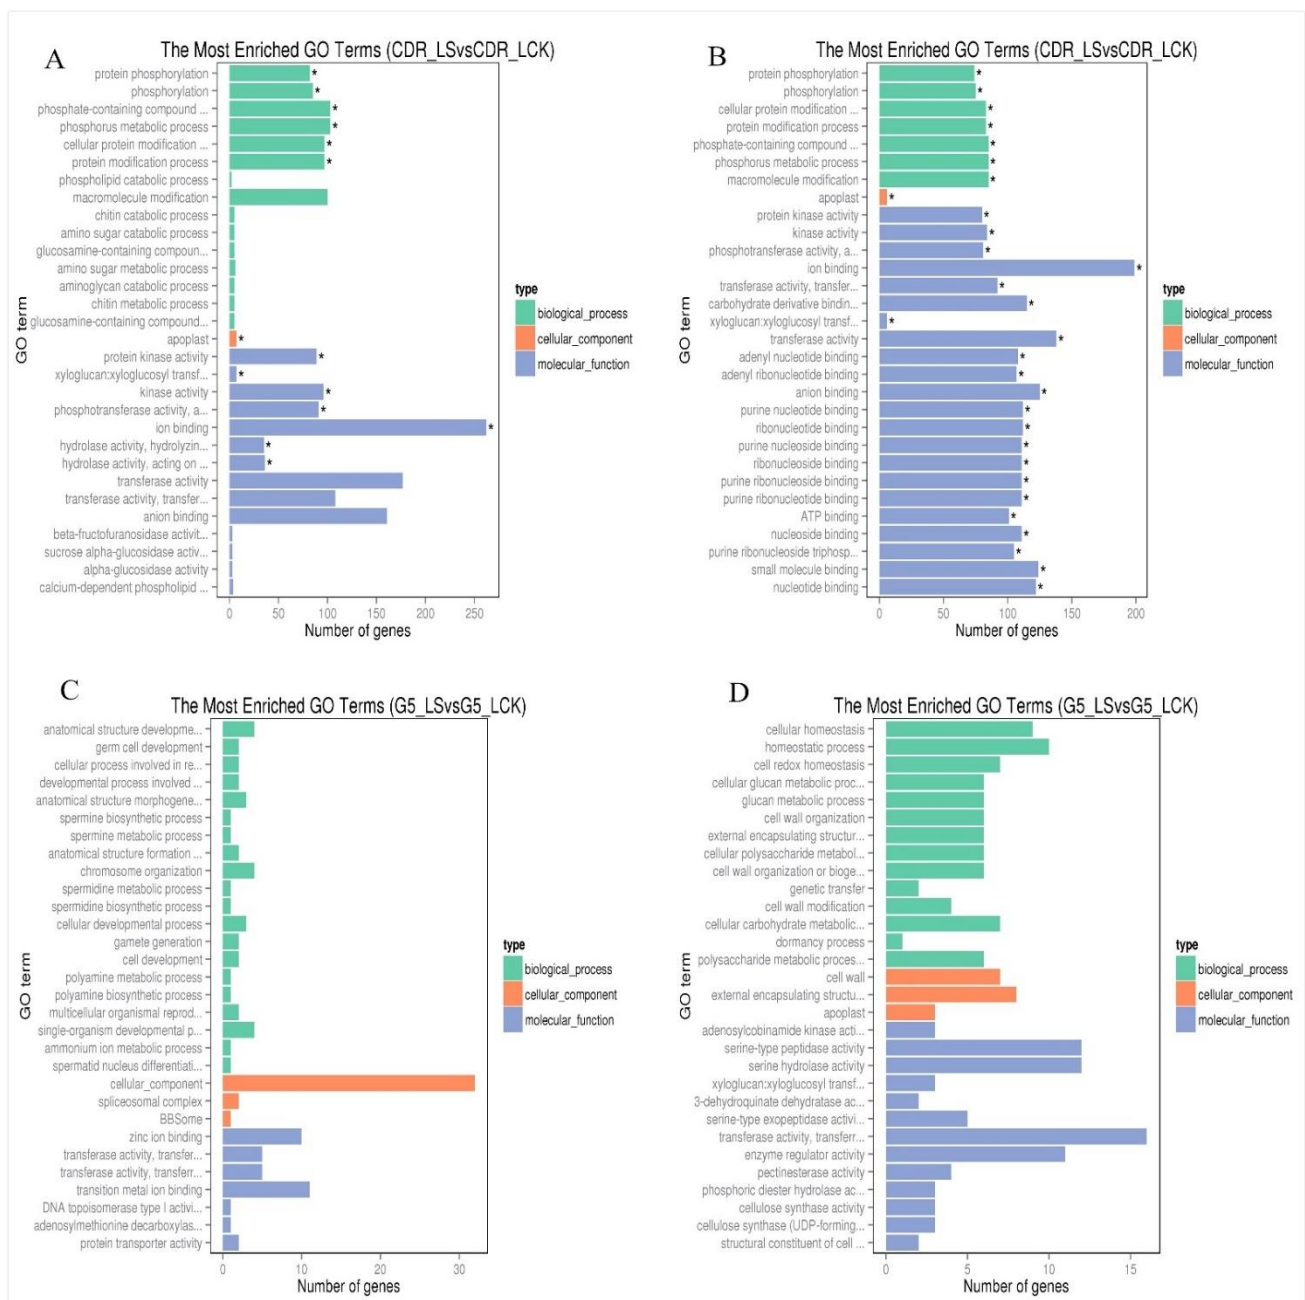 A
The Most Enriched GO Terms (CDR_LSvsCDR_LCK)
protein phosphorylation
phosphorylation
phosphate-containing compound ...
phosphorus metabolic process
cellular protein modification ...
protein modification process
phospholipid catabolic process
macromolecule modification
chitin catabolic process
amino sugar catabolic process
glucosamine-containing compoun...
amino sugar metabolic process
aminoglycan catabolic process
chitin metabolic process
glucosamine-containing compound...
apoplast
protein kinase activity
xyloglucan:xyloglucosyl transf...
kinase activity
phosphotransferase activity, a...
ion binding
hydrolase activity, hydrolyzin...
hydrolase activity, acting on ...
transferase activity
transferase activity, transfer...
anion binding
beta-fructofuranosidase activit...
sucrose alpha-glucosidase activ...
alpha-glucosidase activity
calcium-dependent phospholipid ...
GO term
0 50 100 150 200 250
Number of genes
type
biological_process
cellular_component
molecular_function
B
The Most Enriched GO Terms (CDR_LSvsCDR_LCK)
protein phosphorylation
phosphorylation
cellular protein modification ...
protein modification process
phosphate-containing compound ...
phosphorus metabolic process
macromolecule modification
apoplast
protein kinase activity
kinase activity
phosphotransferase activity, a...
ion binding
transferase activity, transfer...
carbohydrate derivative bindin...
xyloglucan:xyloglucosyl transf...
transferase activity
adenyl nucleotide binding
adenyl ribonucleotide binding
anion binding
purine nucleotide binding
ribonucleotide binding
purine nucleoside binding
ribonucleoside binding
purine ribonucleoside binding
purine ribonucleotide binding
ATP binding
nucleoside binding
purine ribonucleoside triphosp...
small molecule binding
nucleotide binding
GO term
0 50 100 150 200
Number of genes
type
biological_process
cellular_component
molecular_function
C
The Most Enriched GO Terms (G5_LSvsG5_LCK)
anatomical structure developme...
germ cell development
cellular process involved in re...
developmental process involved ...
anatomical structure morphogene...
spermine biosynthetic process
spermine metabolic process
anatomical structure formation ...
chromosome organization
spermidine metabolic process
spermidine biosynthetic process
cellular developmental process
gamete generation
cell development
polyamine metabolic process
polyamine biosynthetic process
multicellular organismal reprod...
single-organism developmental p...
ammonium ion metabolic process
spermatid nucleus differentiati...
cellular_component
spliceosomal complex
BBSome
zinc ion binding
transferase activity, transfer...
transferase activity, transferr...
transition metal ion binding
DNA topoisomerase type I activi...
adenosylmethionine decarboxylas...
protein transporter activity
GO term
0 10 20 30
Number of genes
type
biological_process
cellular_component
molecular_function
D
The Most Enriched GO Terms (G5_LSvsG5_LCK)
cellular homeostasis
homeostatic process
cell redox homeostasis
cellular glucan metabolic proc...
glucan metabolic process
cell wall organization
external encapsulating structur...
cellular polysaccharide metabol...
cell wall organization or bioge...
genetic transfer
cell wall modification
cellular carbohydrate metabolic...
dormancy process
polysaccharide metabolic proces...
cell wall
external encapsulating structu...
apoplast
adenosylcobinamide kinase acti...
serine-type peptidase activity
serine hydrolase activity
xyloglucan:xyloglucosyl transf...
3-dehydroquinate dehydratase ac...
serine-type exopeptidase activi...
transferase activity, transferr...
enzyme regulator activity
pectinesterase activity
phosphoric diester hydrolase ac...
cellulose synthase activity
cellulose synthase (UDP-forming...
structural constituent of cell ...
GO term
0 5 10 15
Number of genes
type
biological_process
cellular_component
molecular_function